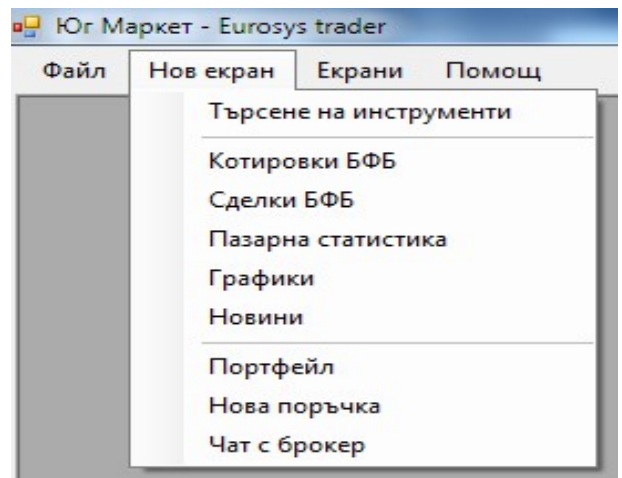 Юг Маркет - Eurosys trader
Файл Нов екран Екрани Помощ
Търсене на инструменти
Котировки БФБ
Сделки БФБ
Пазарна статистика
Графики
Новини
Портфейл
Нова поръчка
Чат с брокер